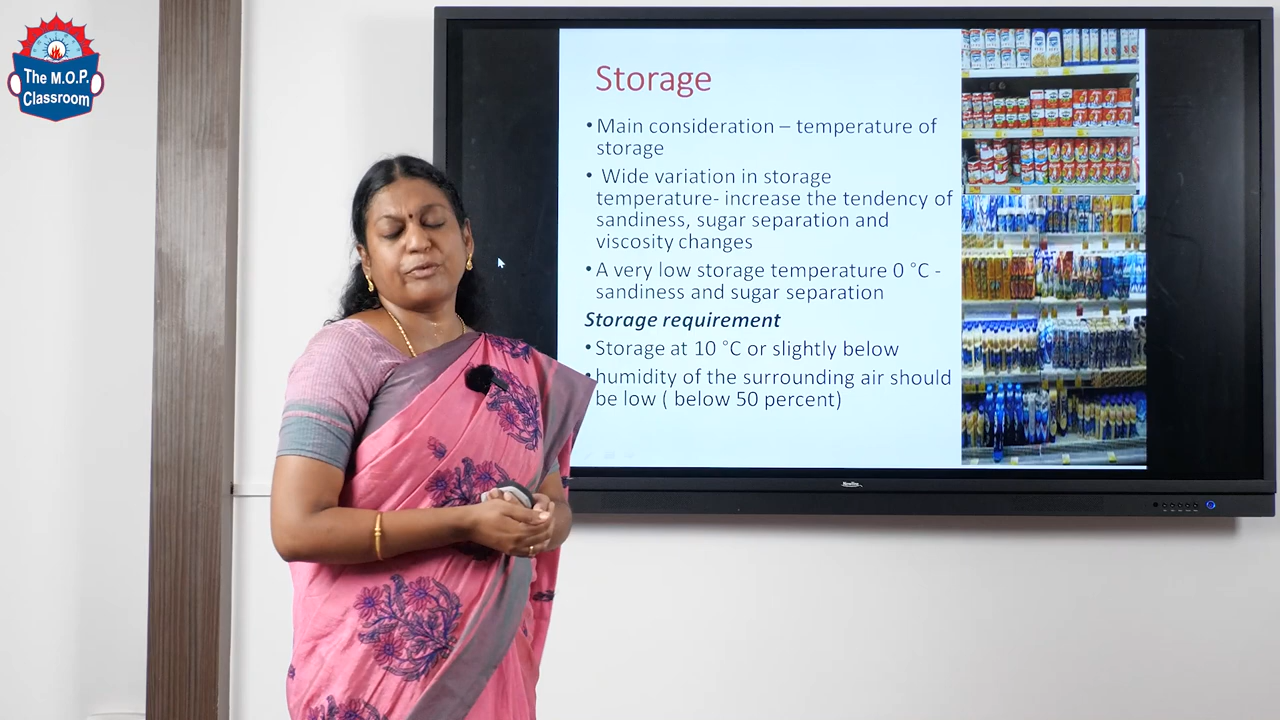 The M.O.P.
Classroom
Storage
•Main consideration – temperature of
storage
• Wide variation in storage
temperature- increase the tendency of
sandiness, sugar separation and
viscosity changes
•A very low storage temperature 0 °C -
sandiness and sugar separation
Storage requirement
•Storage at 10 °C or slightly below
•humidity of the surrounding air should
be low ( below 50 percent)